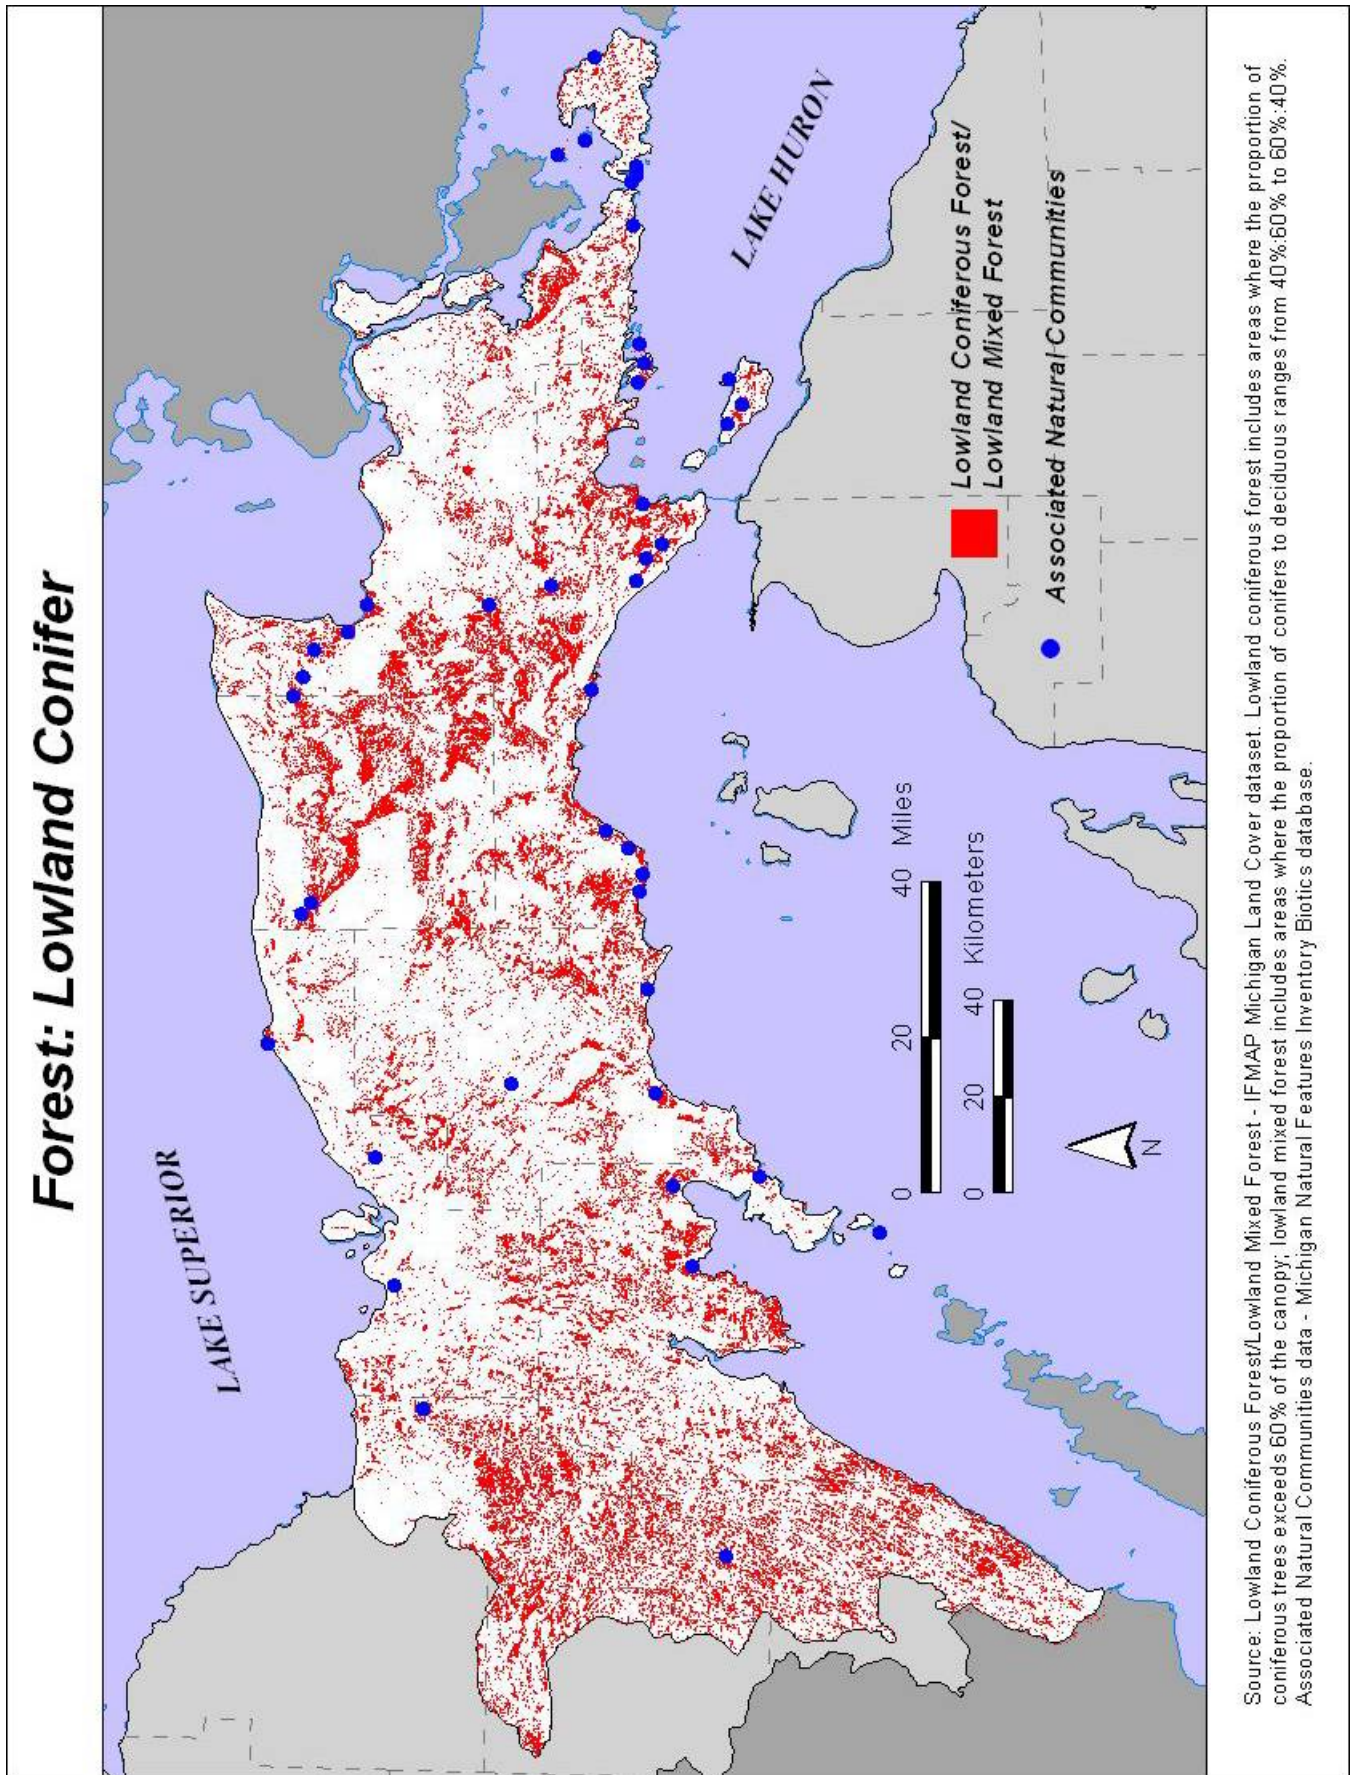 Forest: Lowland Conifer
LAKE SUPERIOR
LAKE HURON
Lowland Coniferous Forest/
Lowland Mixed Forest
Associated Natural Communities
0 20 40 Miles
0 20 40 Kilometers
N
Source: Lowland Coniferous Forest/Lowland Mixed Forest - IFMAP Michigan Land Cover dataset. Lowland coniferous forest includes areas where the proportion of
coniferous trees exceeds 60% of the canopy; lowland mixed forest includes areas where the proportion of conifers to deciduous ranges from 40%:60% to 60%:40%.
Associated Natural Communities data - Michigan Natural Features Inventory Biotics database.